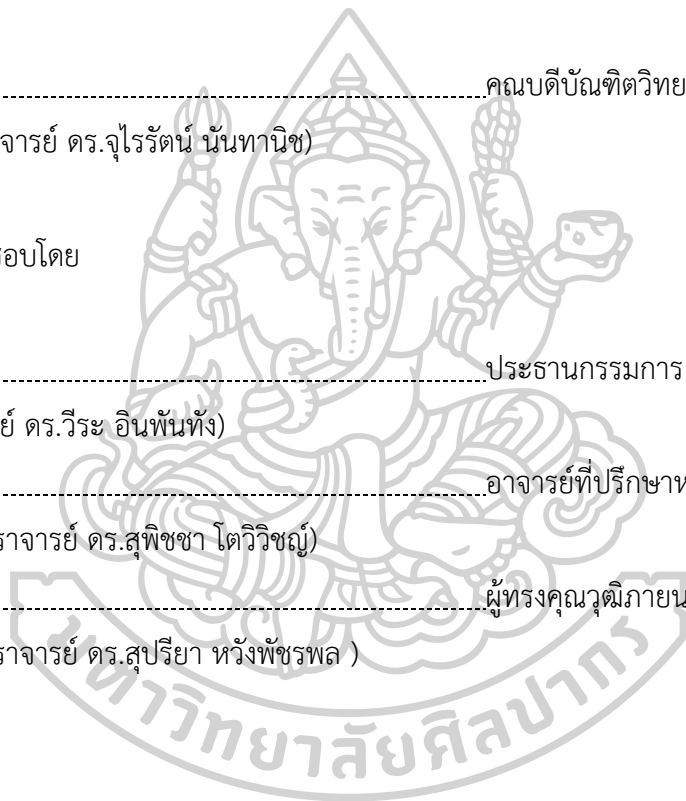 คณบดีบัณฑิตวิทย
จารย์ ดร.จุไรรัตน์ นันทานิช)
อบโดย
ประธานกรรมการ
ย์ ดร.วีระ อินพันทัง)
อาจารย์ที่ปรึกษาห
ราจารย์ ดร.สุพิชชา โตวิวิชญ์)
ผู้ทรงคุณวุฒิภายน
ราจารย์ ดร.สุปรียา หวังพัชรพล )
มหาวิทยาลัยศิลปากร